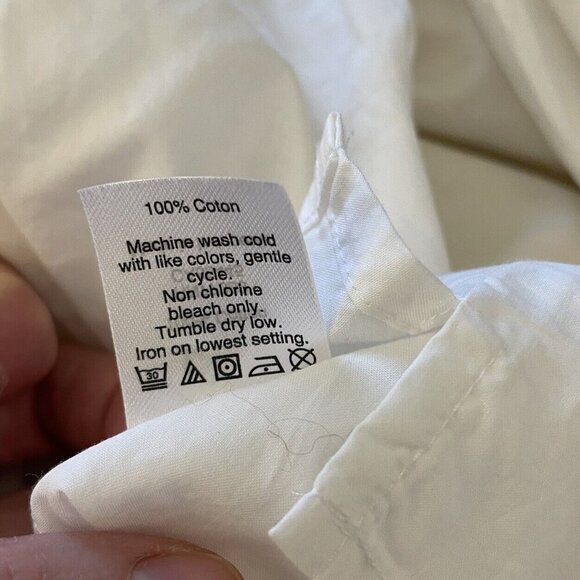 100% Coton
Machine wash cold
with like colors, gentle
cycle.
Non chlorine
bleach only.
Tumble dry low.
Iron on lowest setting.
30